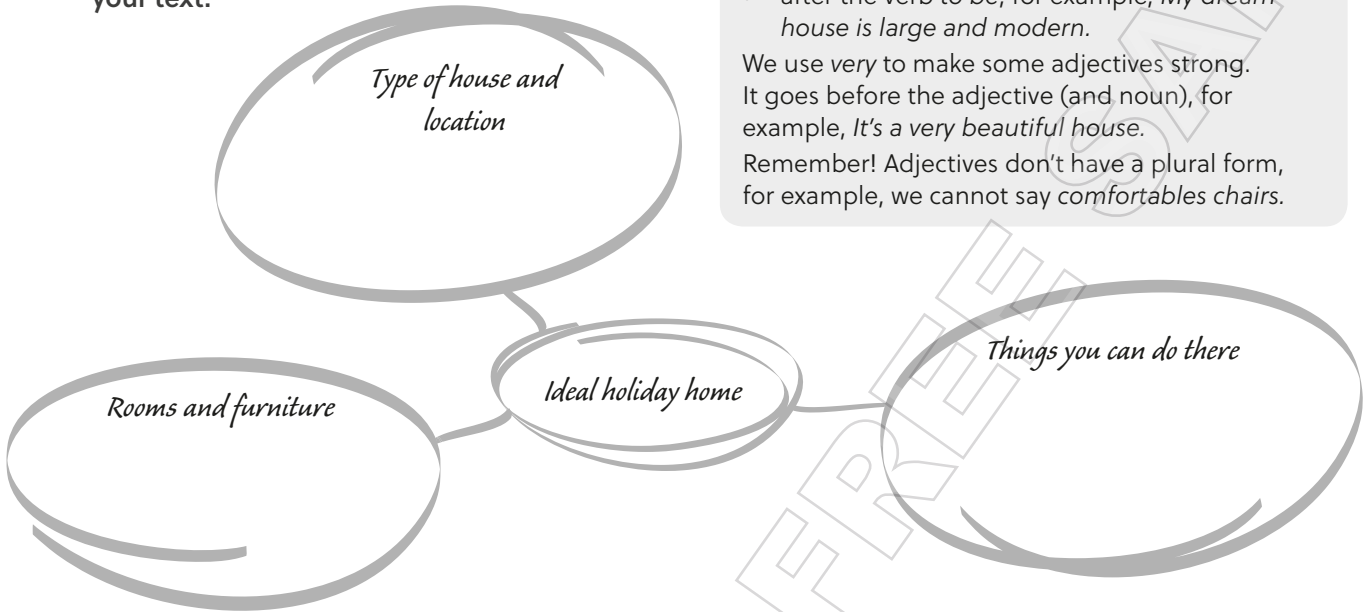 your text.
after the verb to be, for example, My dream
house is large and modern.
We use very to make some adjectives strong.
It goes before the adjective (and noun), for
example, It's a very beautiful house.
Remember! Adjectives don't have a plural form,
for example, we cannot say comfortables chairs.
Type of house and
location
Ideal holiday home
Rooms and furniture
Things you can do there
FREE SA